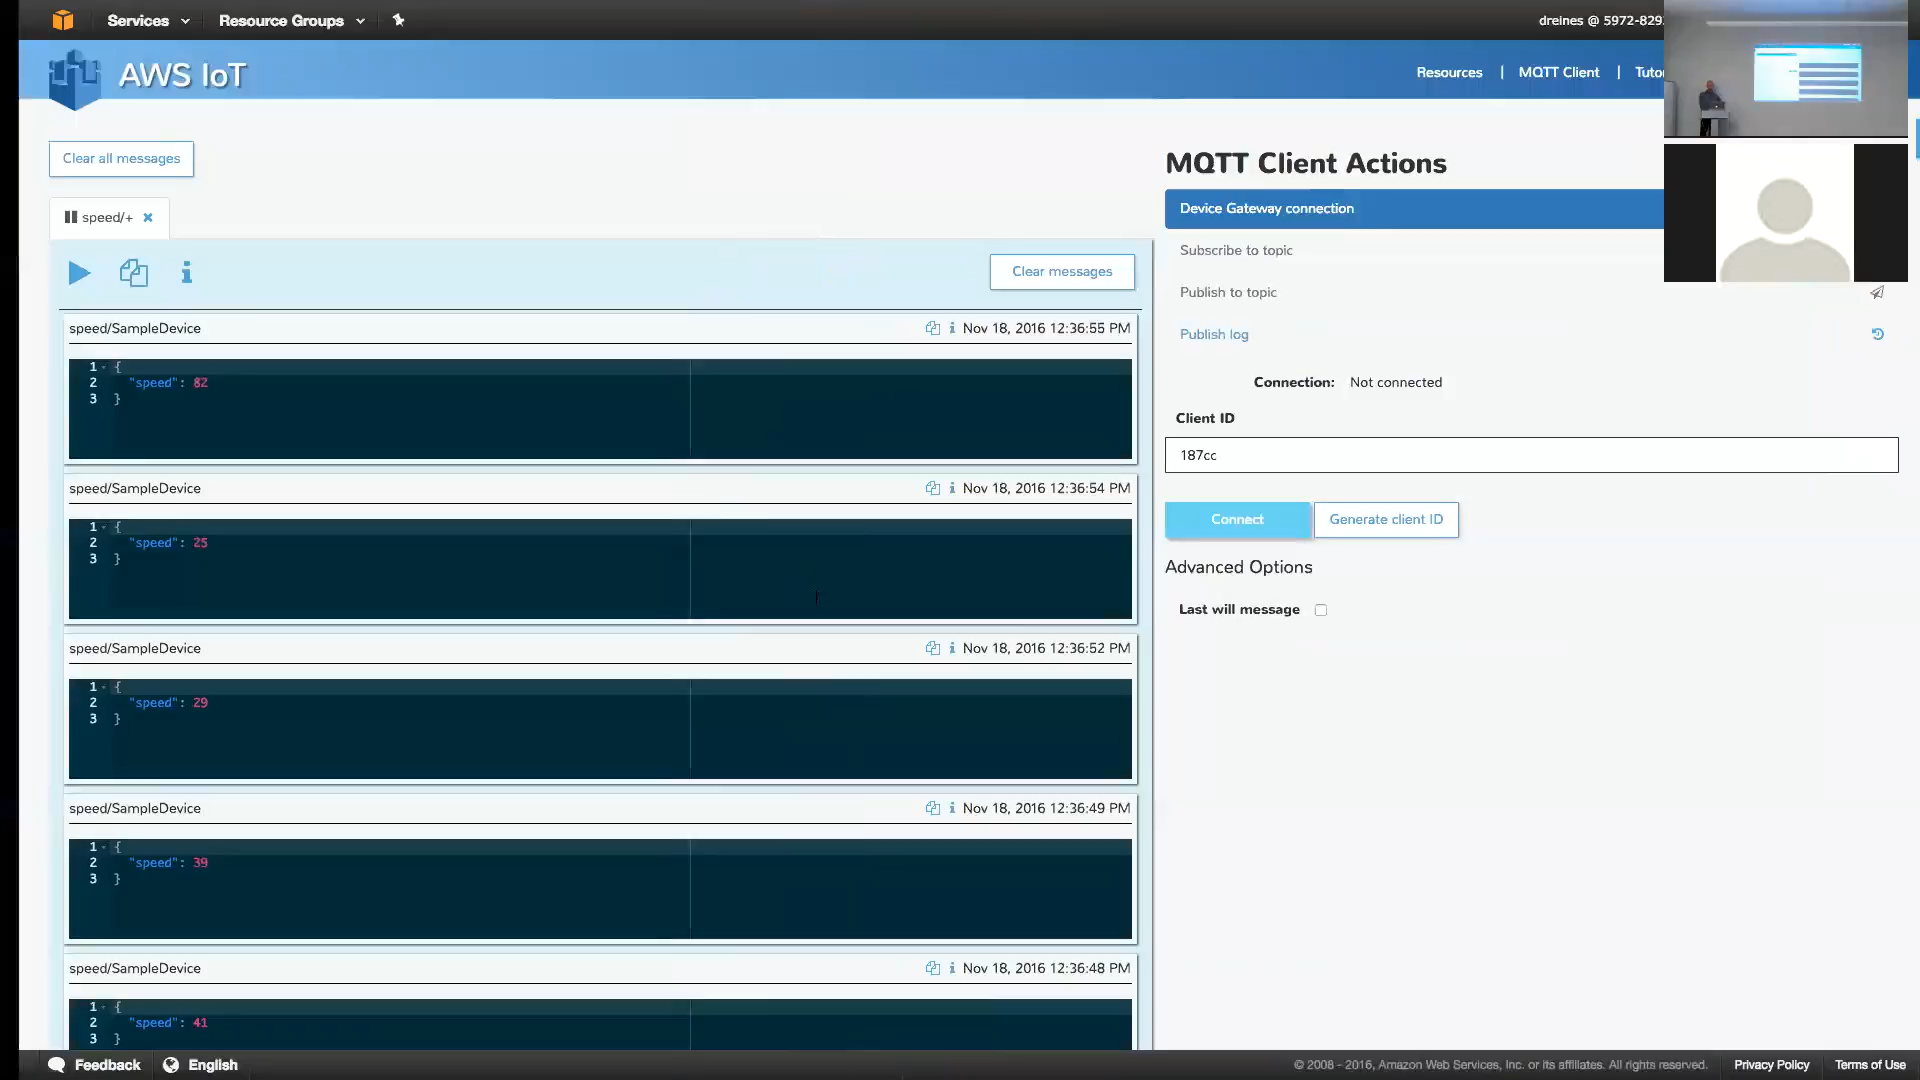 Services
Resource Groups
dreines @ 5972-829
AWS IoT
Resources | MQTT Client | Tuto
Clear all messages
speed/+
Clear messages
speed/SampleDevice Nov 18, 2016 12:36:55 PM
1 {
2 "speed": 82
3 }
speed/SampleDevice Nov 18, 2016 12:36:54 PM
1 {
2 "speed": 25
3 }
speed/SampleDevice Nov 18, 2016 12:36:52 PM
1 {
2 "speed": 29
3 }
speed/SampleDevice Nov 18, 2016 12:36:49 PM
1 {
2 "speed": 39
3 }
speed/SampleDevice Nov 18, 2016 12:36:48 PM
1 {
2 "speed": 41
3 }
MQTT Client Actions
Device Gateway connection
Subscribe to topic
Publish to topic
Publish log
Connection: Not connected
Client ID
187cc
Connect
Generate client ID
Advanced Options
Last will message
Feedback
English
© 2008 - 2016, Amazon Web Services, Inc. or its affiliates. All rights reserved.
Privacy Policy
Terms of Use